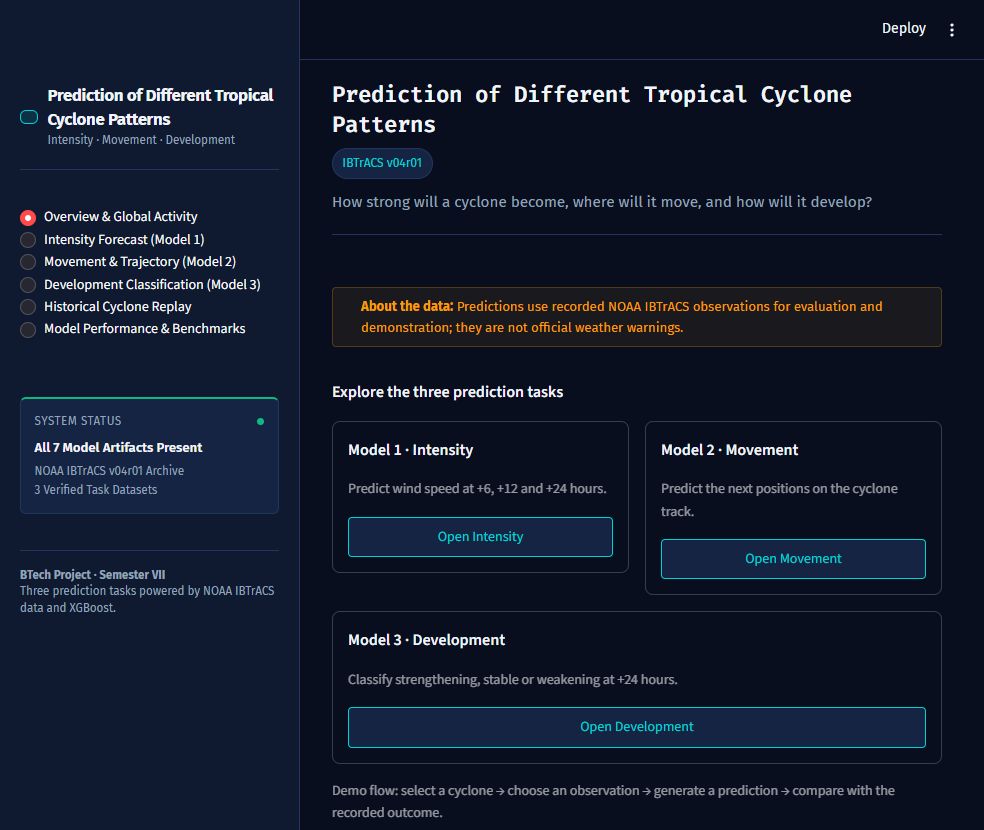 Deploy
Prediction of Different Tropical
Cyclone Patterns
Intensity · Movement · Development
Overview & Global Activity
Intensity Forecast (Model 1)
Movement & Trajectory (Model 2)
Development Classification (Model 3)
Historical Cyclone Replay
Model Performance & Benchmarks
SYSTEM STATUS
All 7 Model Artifacts Present
NOAA IBTrACS v04r01 Archive
3 Verified Task Datasets
BTech Project · Semester VII
Three prediction tasks powered by NOAA IBTrACS
data and XGBoost.
Prediction of Different Tropical Cyclone
Patterns
IBTrACS v04r01
How strong will a cyclone become, where will it move, and how will it develop?
About the data: Predictions use recorded NOAA IBTrACS observations for evaluation and
demonstration; they are not official weather warnings.
Explore the three prediction tasks
Model 1 · Intensity
Predict wind speed at +6, +12 and +24 hours.
Open Intensity
Model 2 · Movement
Predict the next positions on the cyclone
track.
Open Movement
Model 3 · Development
Classify strengthening, stable or weakening at +24 hours.
Open Development
Demo flow: select a cyclone → choose an observation → generate a prediction → compare with the
recorded outcome.